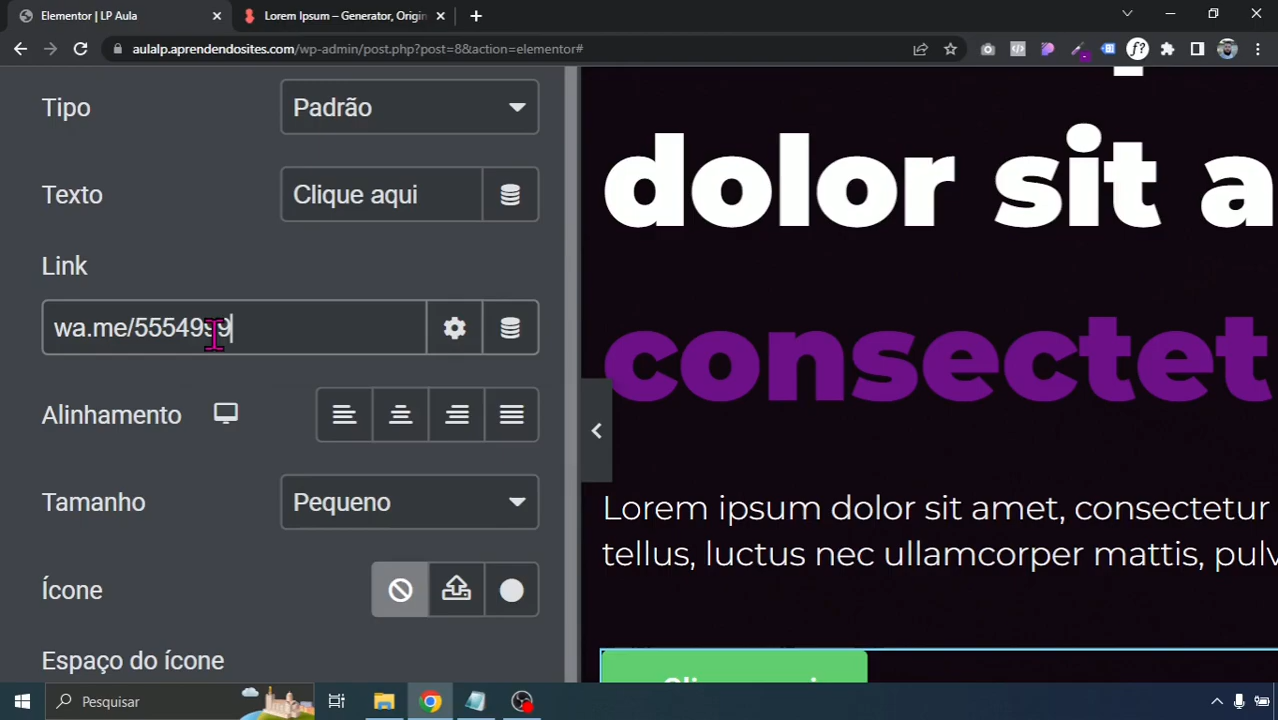 Elementor | LP Aula
Lorem Ipsum – Generator, Origin
aulalp.aprendendosites.com/wp-admin/post.php?post=8&action=elementor#
Tipo
Padrão
Texto
Clique aqui
Link
wa.me/5554999
Alinhamento
Tamanho
Pequeno
Ícone
Espaço do ícone
dolor sit a
consectet
Lorem ipsum dolor sit amet, consectetur
tellus, luctus nec ullamcorper mattis, pulv
Pesquisar